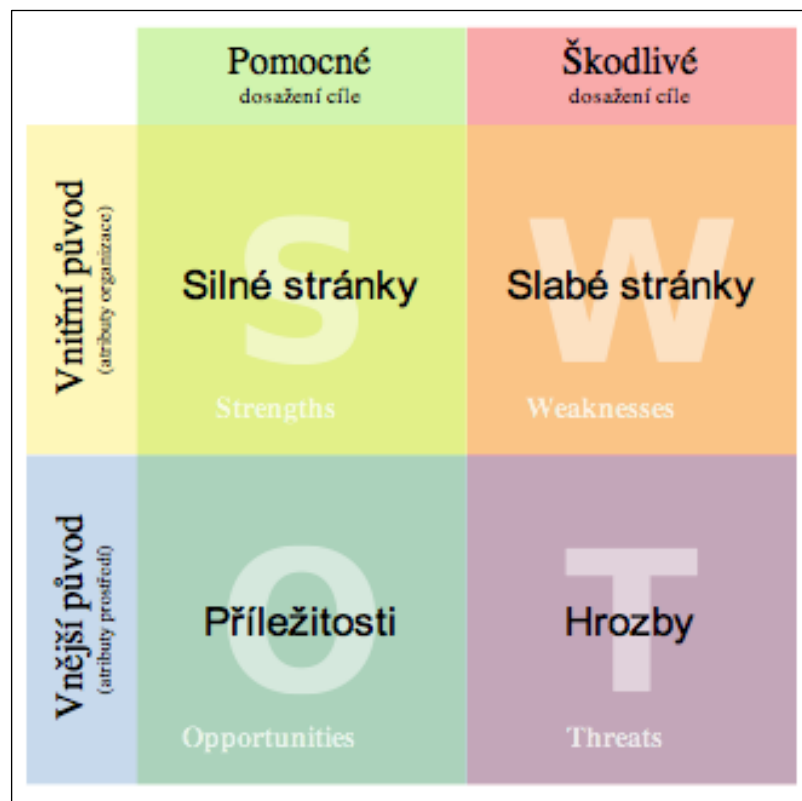 Pomocné
dosažení cíle
Škodlivé
dosažení cíle
Vnitřní původ
(atributy organizace)
S
Silné stránky
Strengths
W
Slabé stránky
Weaknesses
Vnější původ
(atributy prostředí)
O
Příležitosti
Opportunities
T
Hrozby
Threats